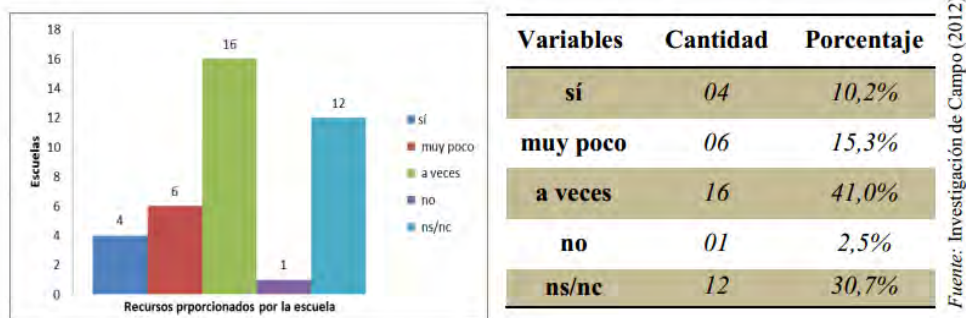 18
16
14
12
10
8
6
4
2
0
Escuelas
4
6
16
1
12
sí
muy poco
a veces
no
ns/nc
Recursos prporcionados por la escuela
Variables Cantidad Porcentaje
sí 04 10,2%
muy poco 06 15,3%
a veces 16 41,0%
no 01 2,5%
ns/nc 12 30,7%
Fuente: Investigación de Campo (2012)